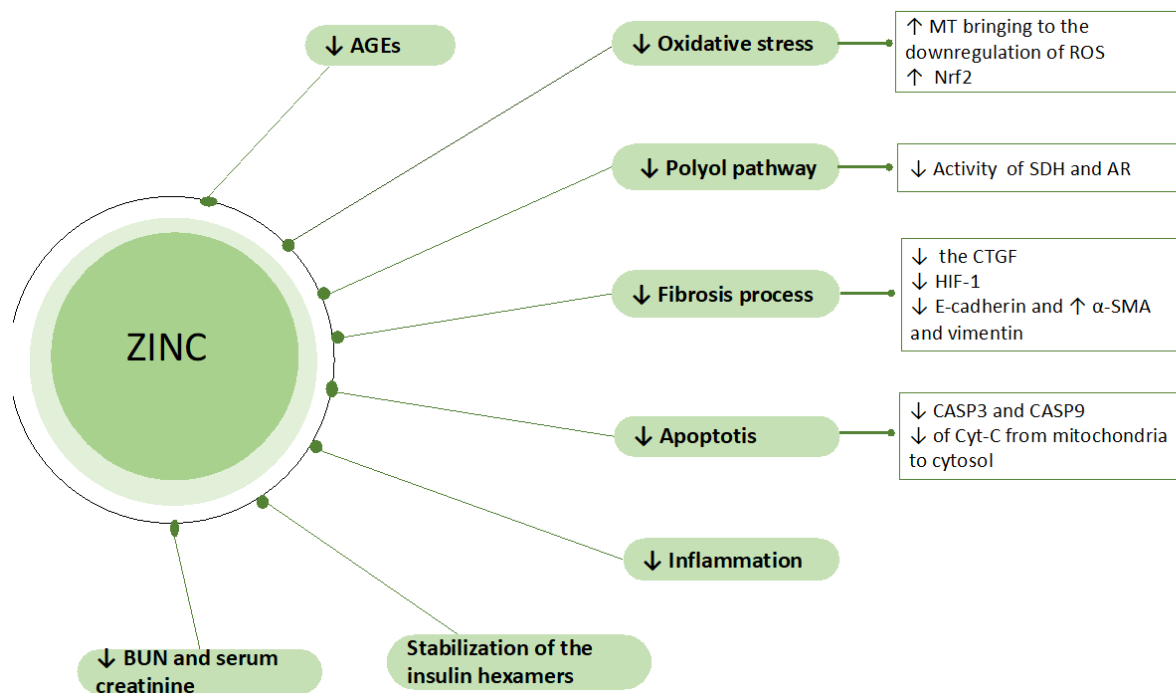 ↓ AGEs
↓ Oxidative stress
↑ MT bringing to the
downregulation of ROS
↑ Nrf2
↓ Polyol pathway
↓ Activity of SDH and AR
↓ Fibrosis process
↓ the CTGF
↓ HIF-1
↓ E-cadherin and ↑ α-SMA
and vimentin
ZINC
↓ Apoptotis
↓ CASP3 and CASP9
↓ of Cyt-C from mitochondria
to cytosol
↓ Inflammation
Stabilization of the
insulin hexamers
↓ BUN and serum
creatinine